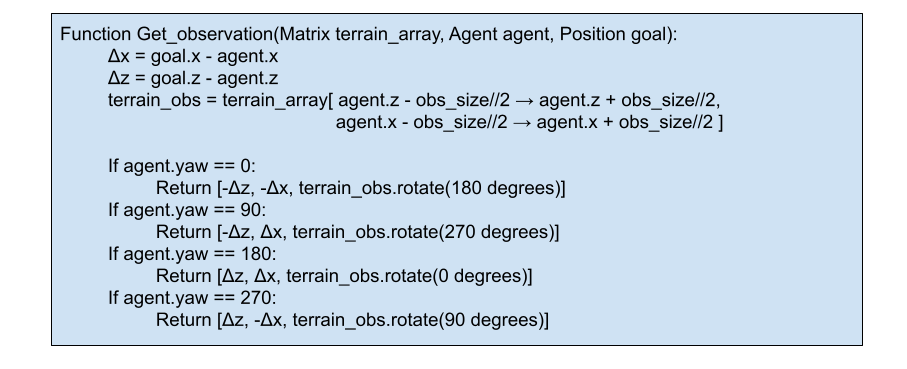 Function Get_observation(Matrix terrain_array, Agent agent, Position goal):
Δx = goal.x - agent.x
Δz = goal.z - agent.z
terrain_obs = terrain_array[ agent.z - obs_size//2 → agent.z + obs_size//2,
agent.x - obs_size//2 → agent.x + obs_size//2 ]
If agent.yaw == 0:
Return [-Δz, -Δx, terrain_obs.rotate(180 degrees)]
If agent.yaw == 90:
Return [-Δz, Δx, terrain_obs.rotate(270 degrees)]
If agent.yaw == 180:
Return [Δz, Δx, terrain_obs.rotate(0 degrees)]
If agent.yaw == 270:
Return [Δz, -Δx, terrain_obs.rotate(90 degrees)]